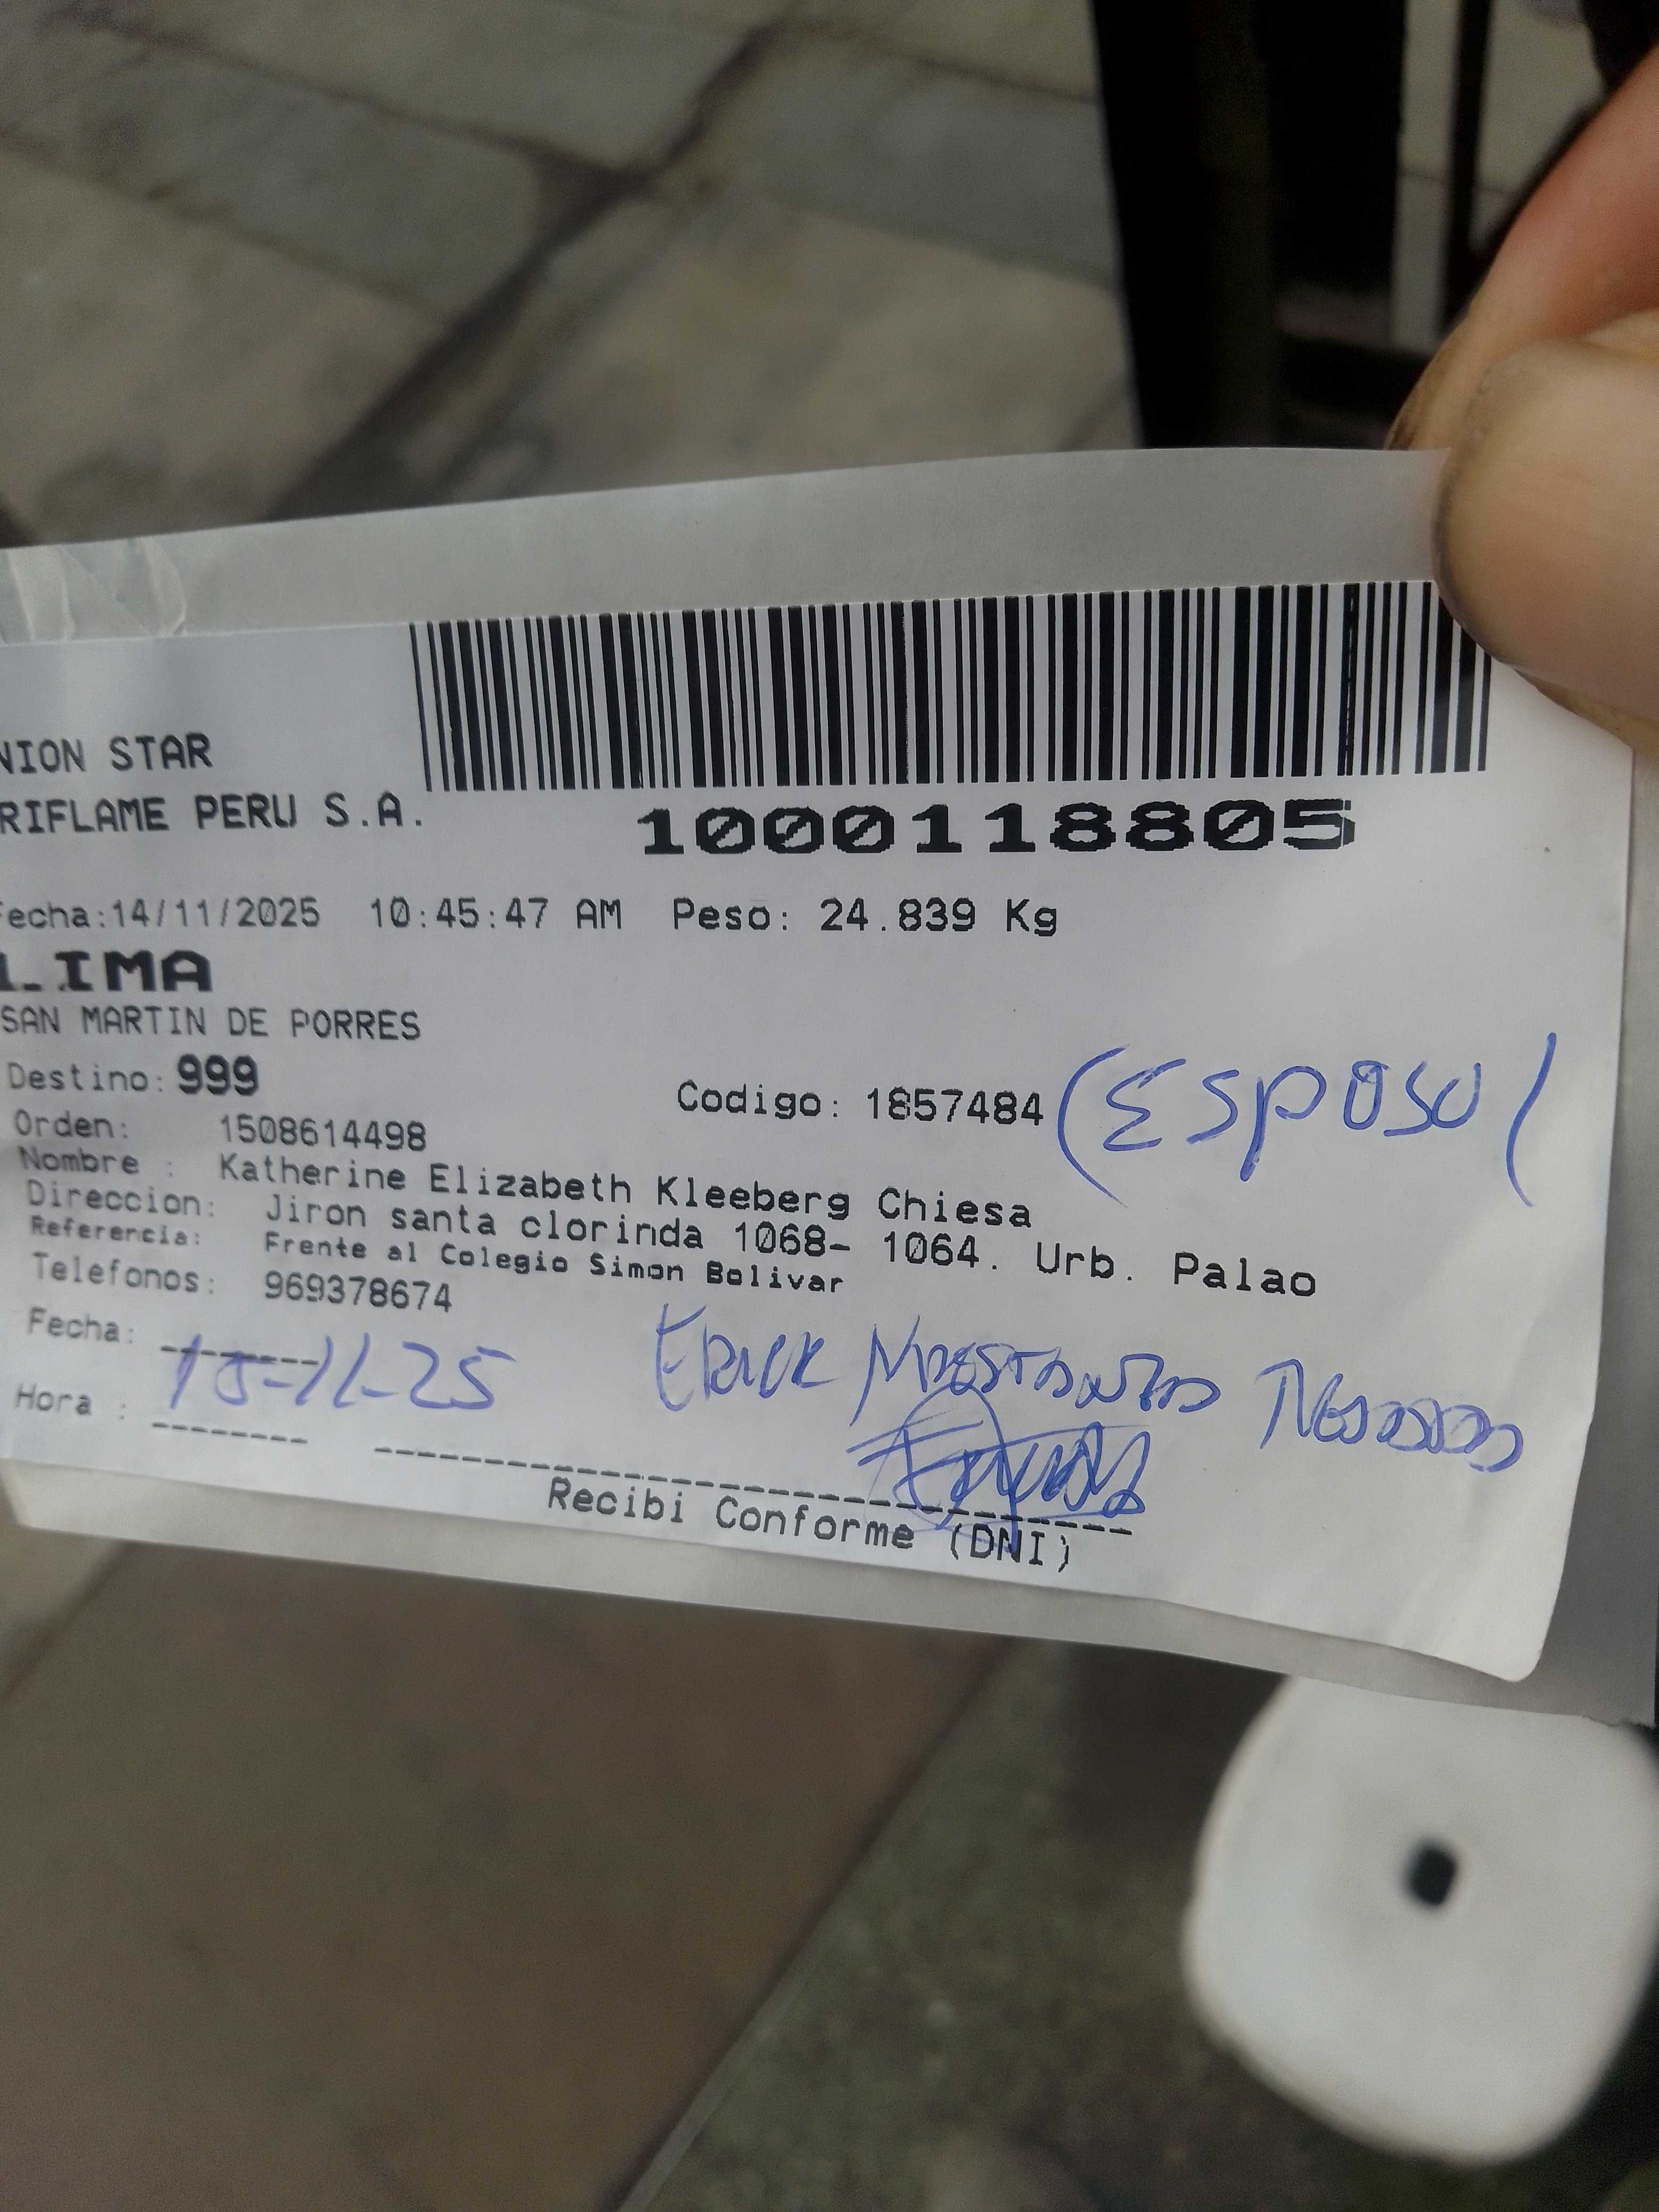 NION STAR
RIFLAME PERU S.A.
1000118805
Fecha:14/11/2025 10:45:47 AM Peso: 24.839 Kg
LIMA
SAN MARTIN DE PORRES
Destino: 999
Codigo: 1857484 (Esposo)
Orden: 1508614498
Nombre : Katherine Elizabeth Kleeberg Chiesa
Direccion: Jiron santa clorinda 1068- 1064. Urb. Palao
Referencia: Frente al Colegio Simon Bolivar
Telefonos: 969378674
Fecha: 15-11-25
Erick
Hora :
Recibi Conforme (DNI)